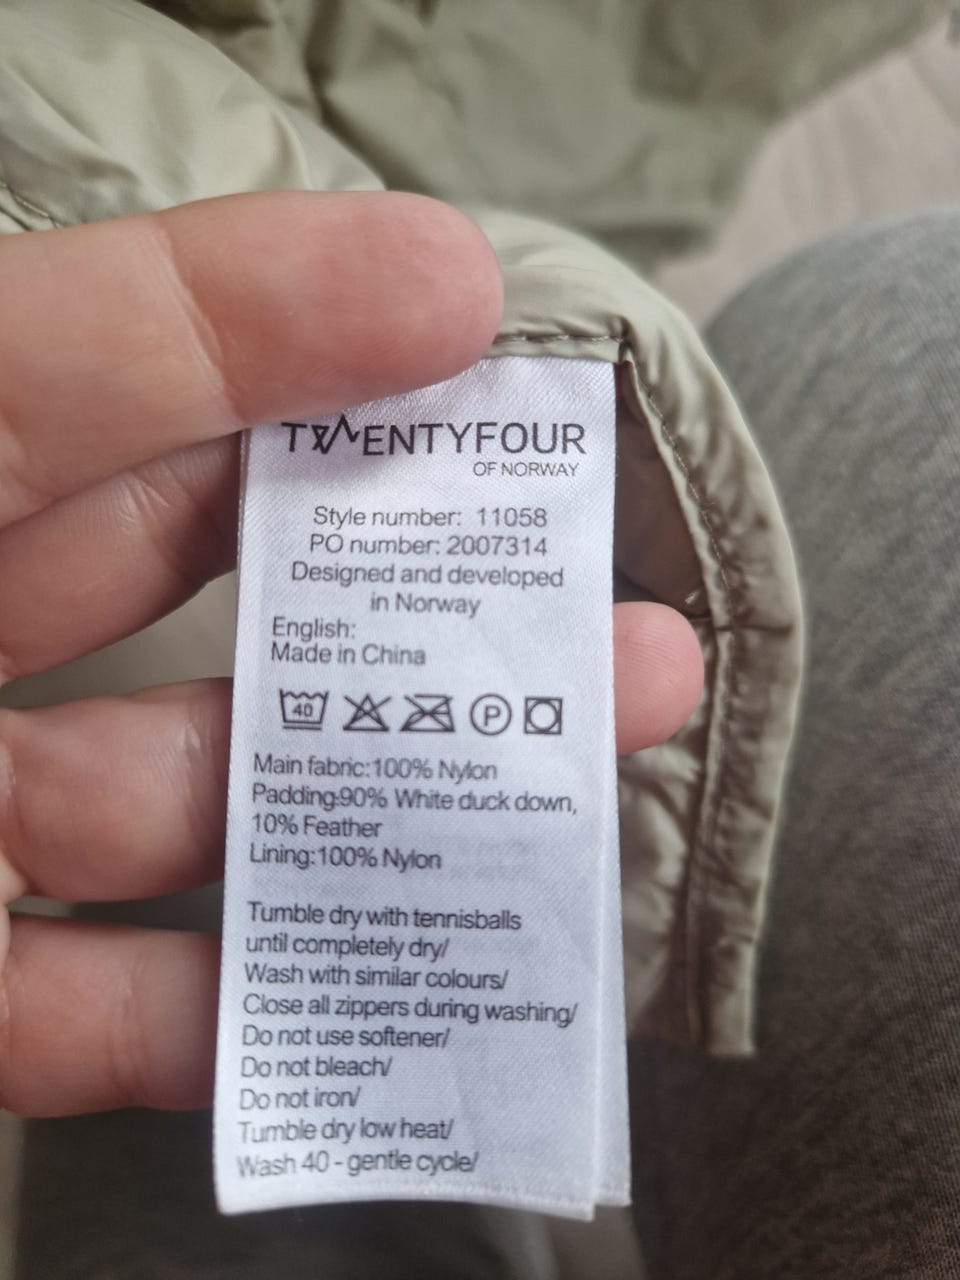 TWENTYFOUR
OF NORWAY
Style number: 11058
PO number: 2007314
Designed and developed
in Norway
English:
Made in China
40 P
Main fabric:100% Nylon
Padding:90% White duck down,
10% Feather
Lining:100% Nylon
Tumble dry with tennisballs
until completely dry/
Wash with similar colours/
Close all zippers during washing/
Do not use softener/
Do not bleach/
Do not iron/
Tumble dry low heat/
Wash 40 - gentle cycle/